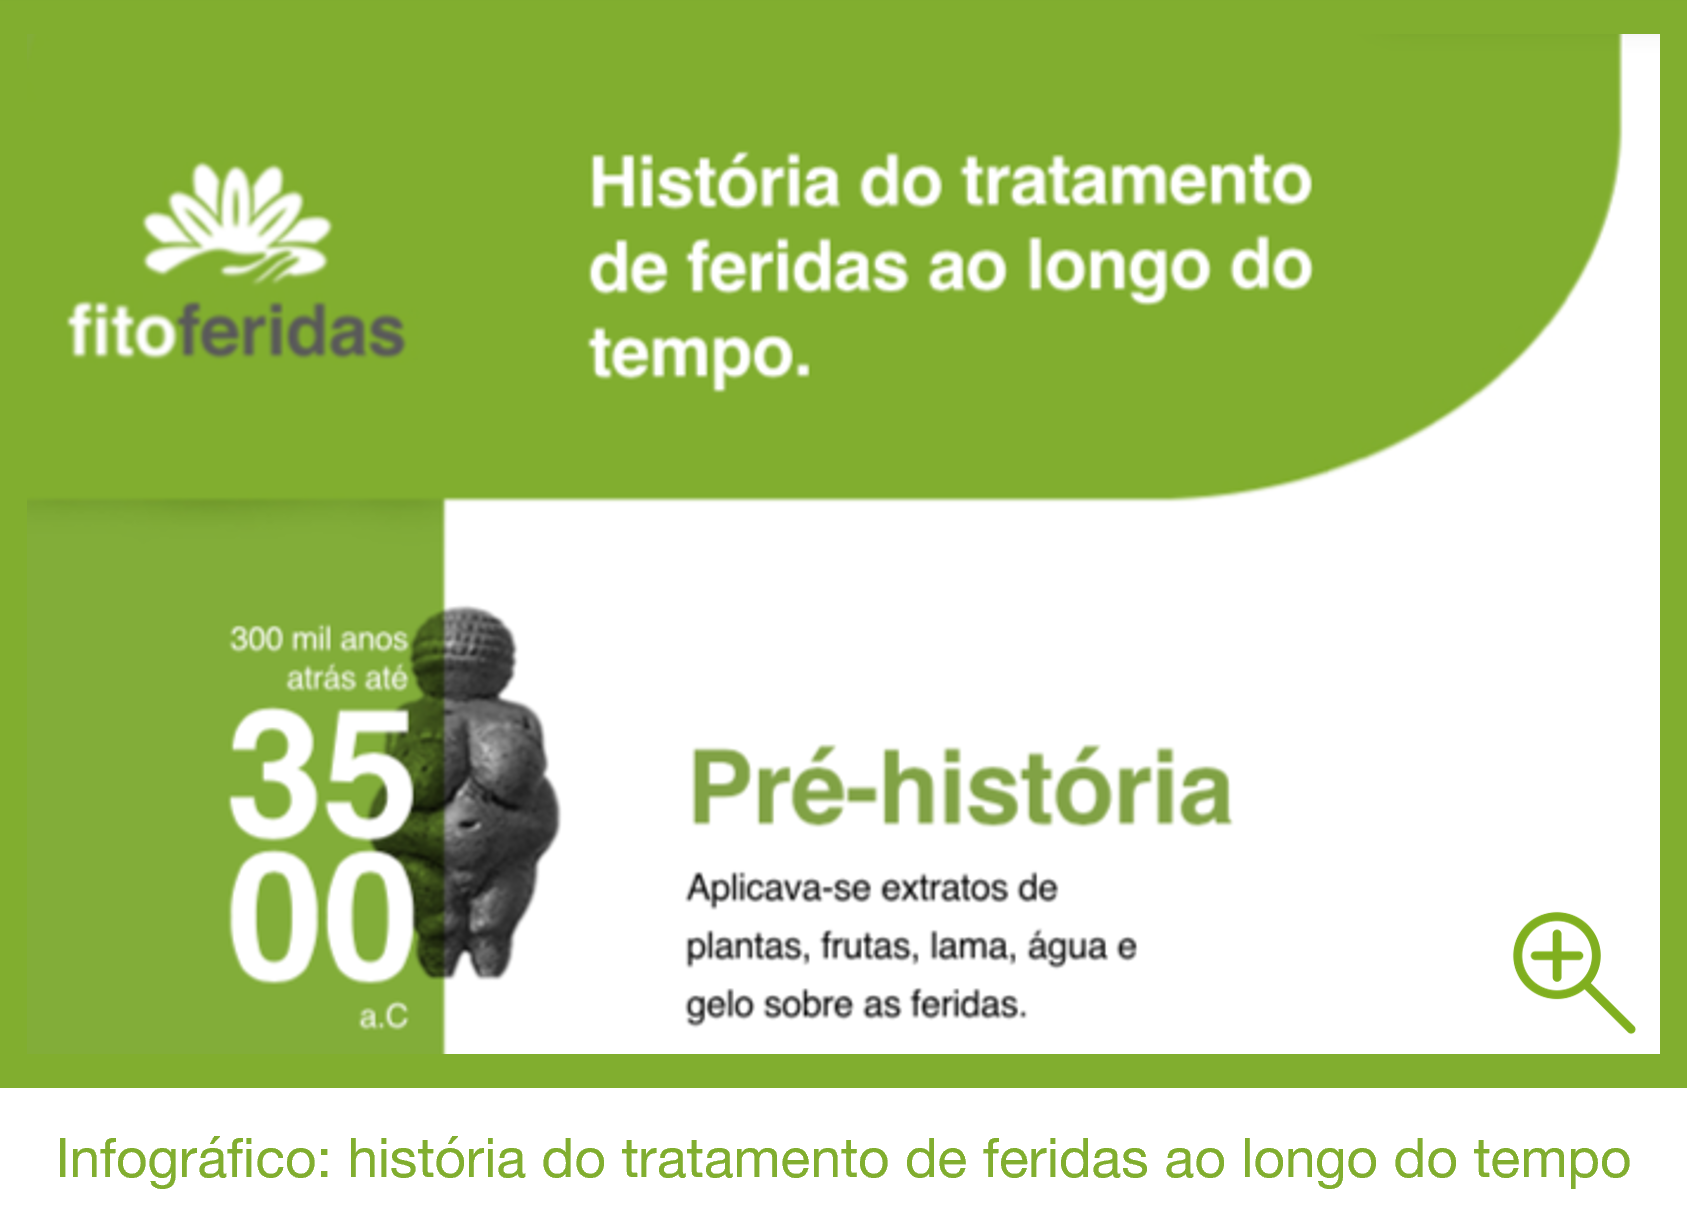 fitoferidas
História do tratamento
de feridas ao longo do
tempo.
300 mil anos
atrás até
35
00
a.C
Pré-história
Aplicava-se extratos de
plantas, frutas, lama, água e
gelo sobre as feridas.
Infográfico: história do tratamento de feridas ao longo do tempo